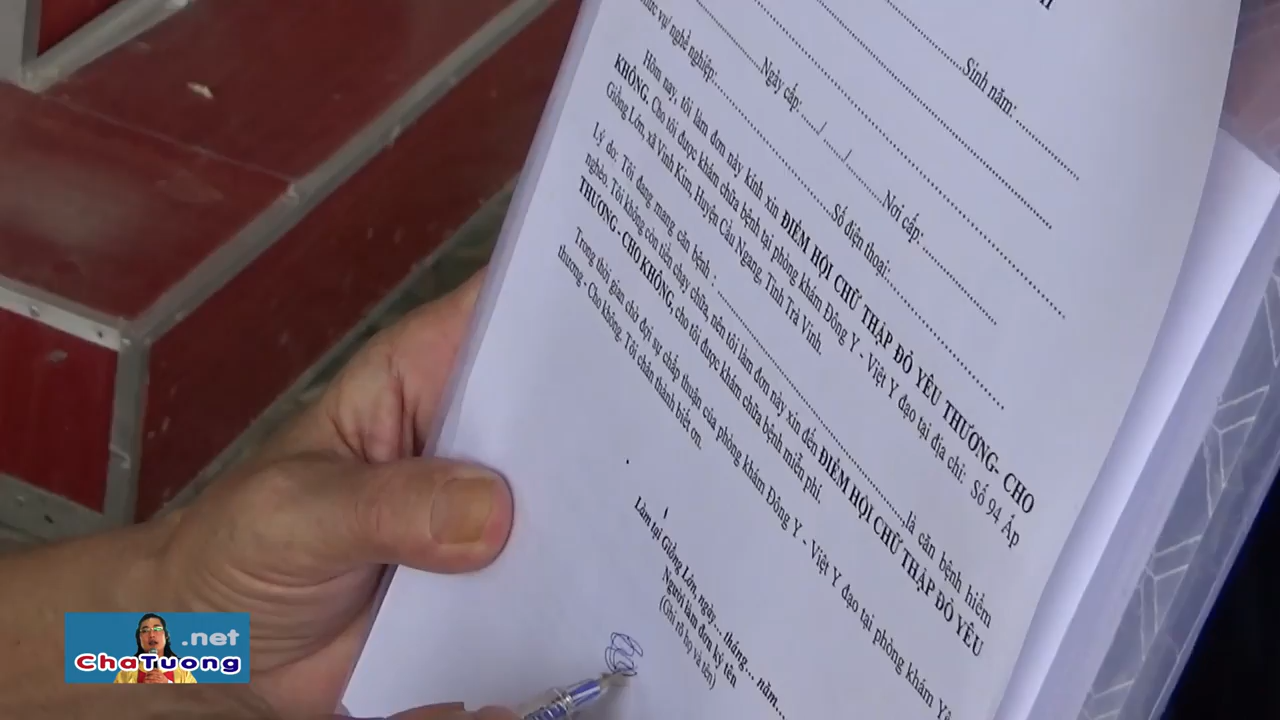 Sinh năm:
Ngày cấp: ..../..../.... Nơi cấp:
vụ/ nghề nghiệp: Số điện thoại:
Hôm nay, tôi làm đơn này kính xin ĐIỂM HỘI CHỮ THẬP ĐỎ YÊU THƯƠNG- CHO
KHÔNG. Cho tôi được khám chữa bệnh tại phòng khám Đông Y - Việt Y đạo tại địa chỉ: Số 94 Ấp
Giồng Lớn, xã Vinh Kim, Huyện Cầu Ngang, Tỉnh Trà Vinh.
Lý do: Tôi đang mang căn bệnh : ..........là căn bệnh hiểm
nghèo. Tôi không còn tiền chạy chữa, nên tôi làm đơn này xin đến ĐIỂM HỘI CHỮ THẬP ĐỎ YÊU
THƯƠNG - CHO KHÔNG, cho tôi được khám chữa bệnh miễn phí.
Trong thời gian chờ đợi sự chấp thuận của phòng khám Đông Y - Việt Y đạo tại phòng khám Yê
thương - Cho không. Tôi chân thành biết ơn.
Làm tại Giồng Lớn, ngày... tháng... năm...
Người làm đơn ký tên
(Ghi rõ họ và tên)
.net
ChaTuong